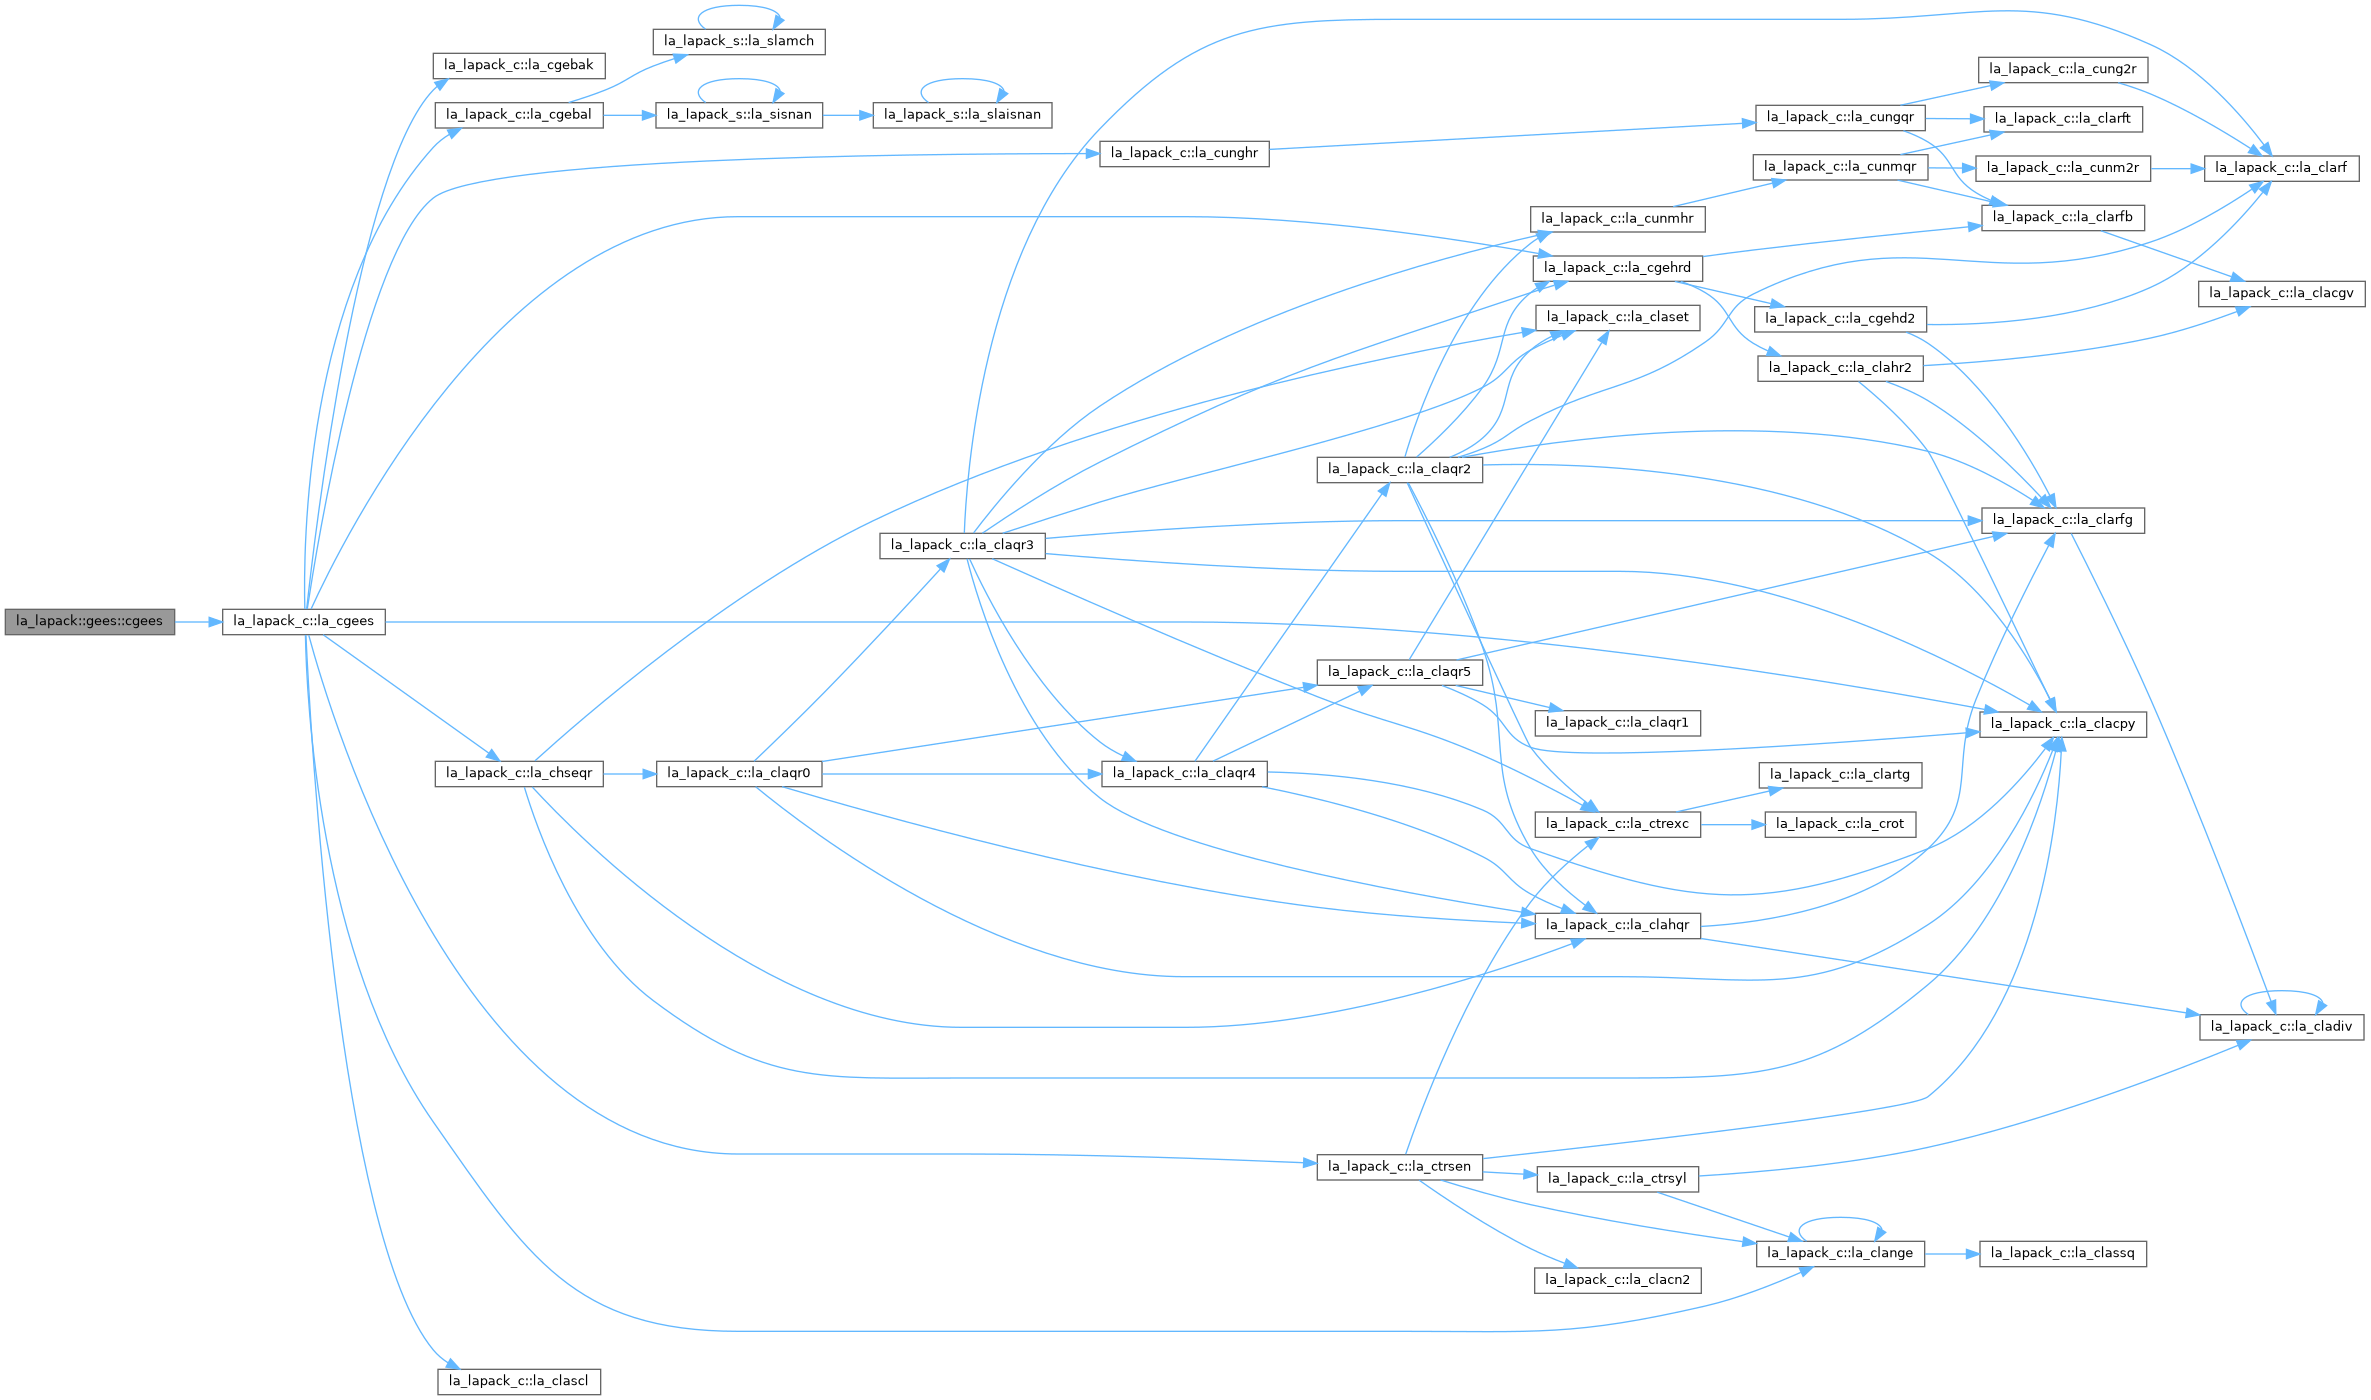 la_lapack::gees::cgees
la_lapack_c::la_cgees
la_lapack_c::la_cgebak
la_lapack_c::la_cgebal
la_lapack_c::la_chseqr
la_lapack_c::la_clascl
la_lapack_s::la_slamch
la_lapack_s::la_sisnan
la_lapack_c::la_claqr0
la_lapack_s::la_slaisnan
la_lapack_c::la_claqr3
la_lapack_c::la_cunghr
la_lapack_c::la_claqr4
la_lapack_c::la_claqr2
la_lapack_c::la_claqr5
la_lapack_c::la_ctrsen
la_lapack_c::la_cunmhr
la_lapack_c::la_cgehrd
la_lapack_c::la_claset
la_lapack_c::la_claqr1
la_lapack_c::la_ctrexc
la_lapack_c::la_clahqr
la_lapack_c::la_ctrsyl
la_lapack_c::la_clacn2
la_lapack_c::la_cungqr
la_lapack_c::la_cunmqr
la_lapack_c::la_cgehd2
la_lapack_c::la_clahr2
la_lapack_c::la_clartg
la_lapack_c::la_crot
la_lapack_c::la_clange
la_lapack_c::la_cung2r
la_lapack_c::la_clarft
la_lapack_c::la_cunm2r
la_lapack_c::la_clarfb
la_lapack_c::la_clarfg
la_lapack_c::la_clacpy
la_lapack_c::la_classq
la_lapack_c::la_clarf
la_lapack_c::la_clacgv
la_lapack_c::la_cladiv